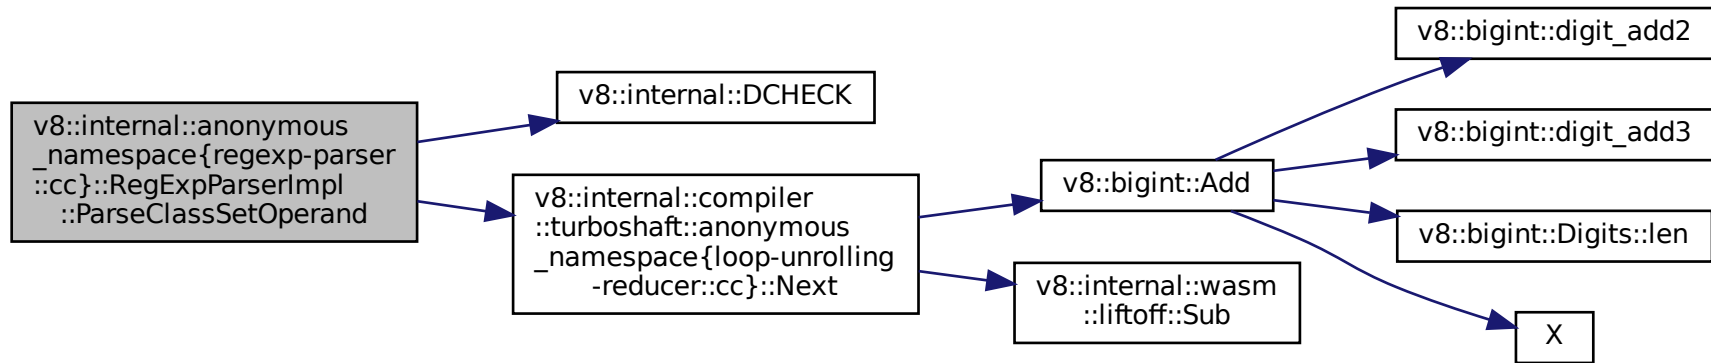 v8::internal::anonymous
_namespace{regexp-parser
::cc}::RegExpParserImpl
::ParseClassSetOperand
v8::internal::DCHECK
v8::internal::compiler
::turboshaft::anonymous
_namespace{loop-unrolling
-reducer::cc}::Next
v8::bigint::Add
v8::internal::wasm
::liftoff::Sub
v8::bigint::digit_add2
v8::bigint::digit_add3
v8::bigint::Digits::len
X